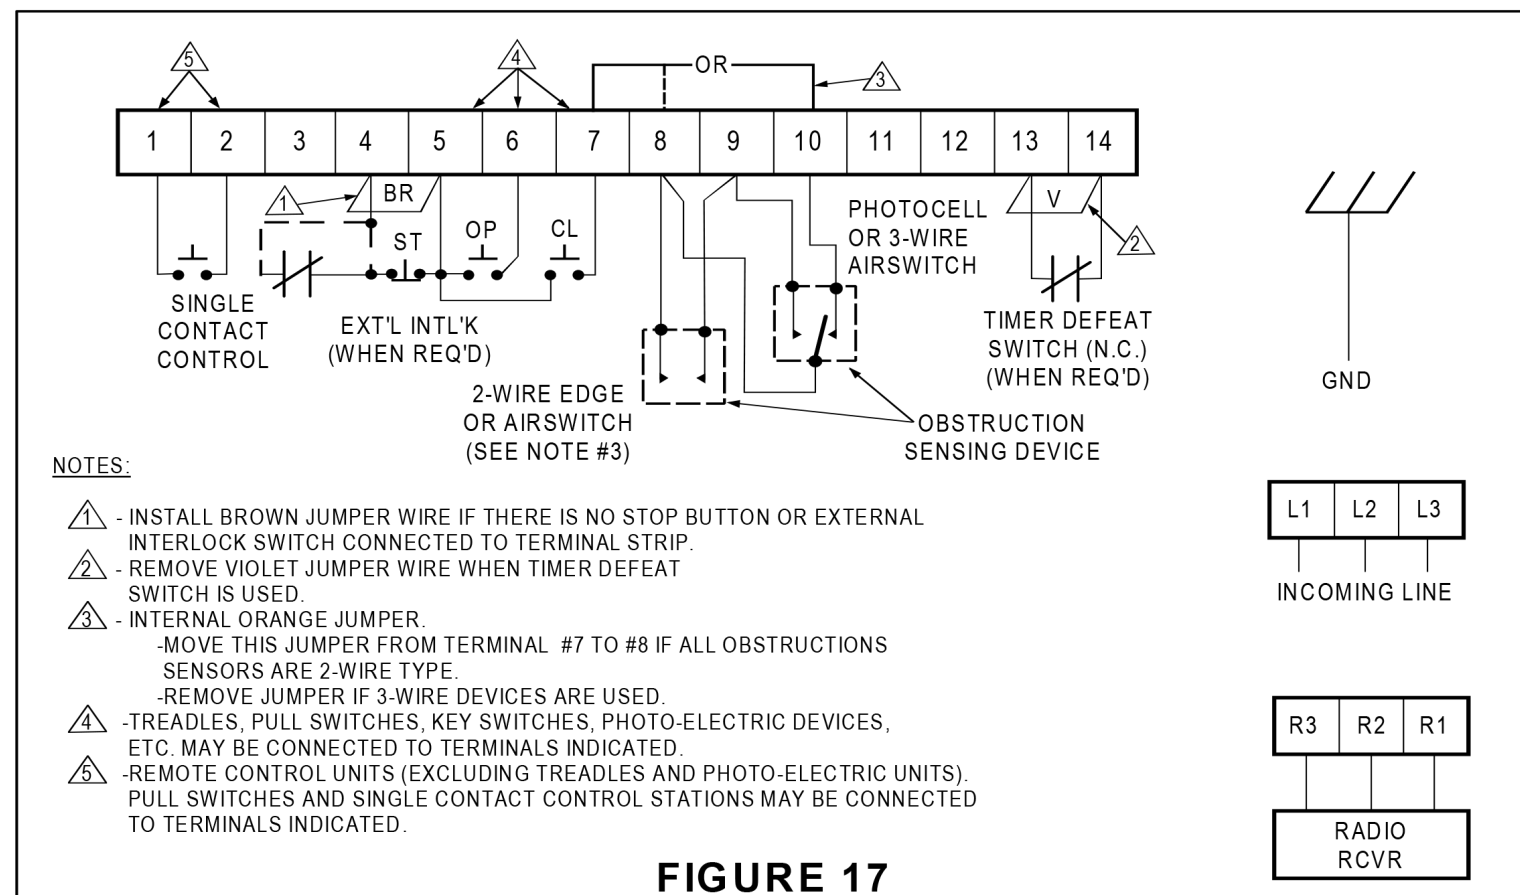 5
4
OR
3
1 2 3 4 5 6 7 8 9 10 11 12 13 14
1
BR
V
2
ST
OP
CL
PHOTOCELL
OR 3-WIRE
AIRSWITCH
SINGLE
CONTACT
CONTROL
EXT'L INTL'K
(WHEN REQ'D)
TIMER DEFEAT
SWITCH (N.C.)
(WHEN REQ'D)
GND
2-WIRE EDGE
OR AIRSWITCH
(SEE NOTE #3)
OBSTRUCTION
SENSING DEVICE
NOTES:
1 - INSTALL BROWN JUMPER WIRE IF THERE IS NO STOP BUTTON OR EXTERNAL
INTERLOCK SWITCH CONNECTED TO TERMINAL STRIP.
2 - REMOVE VIOLET JUMPER WIRE WHEN TIMER DEFEAT
SWITCH IS USED.
3 - INTERNAL ORANGE JUMPER.
-MOVE THIS JUMPER FROM TERMINAL #7 TO #8 IF ALL OBSTRUCTIONS
SENSORS ARE 2-WIRE TYPE.
-REMOVE JUMPER IF 3-WIRE DEVICES ARE USED.
4 -TREADLES, PULL SWITCHES, KEY SWITCHES, PHOTO-ELECTRIC DEVICES,
ETC. MAY BE CONNECTED TO TERMINALS INDICATED.
5 -REMOTE CONTROL UNITS (EXCLUDING TREADLES AND PHOTO-ELECTRIC UNITS).
PULL SWITCHES AND SINGLE CONTACT CONTROL STATIONS MAY BE CONNECTED
TO TERMINALS INDICATED.
L1 L2 L3
INCOMING LINE
R3 R2 R1
RADIO
RCVR
FIGURE 17